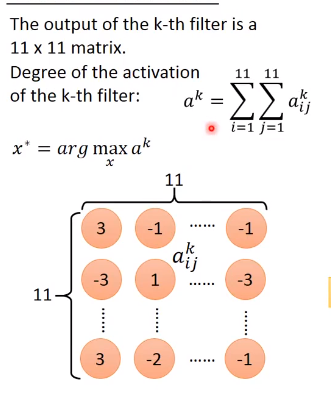 The output of the k-th filter is a
11 x 11 matrix.
Degree of the activation
of the k-th filter:
a^k = \sum_{i=1}^{11} \sum_{j=1}^{11} a_{ij}^k
x^* = arg \max_x a^k
11
3 -1 ...... -1
a_{ij}^k
11
-3 1 ...... -3
3 -2 ...... -1